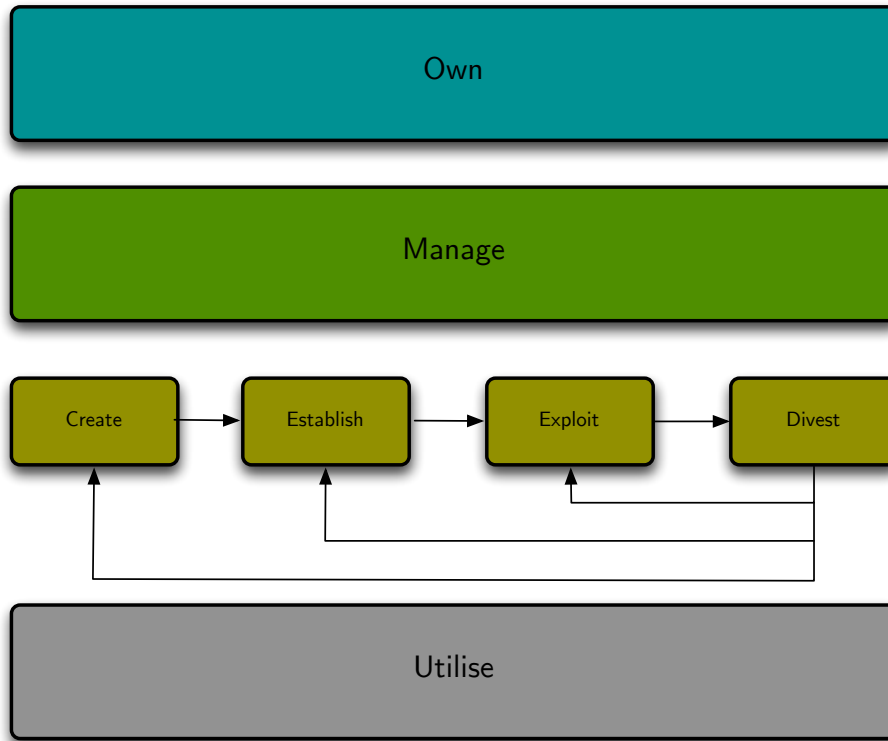 Own
Manage
Create
Establish
Exploit
Divest
Utilise